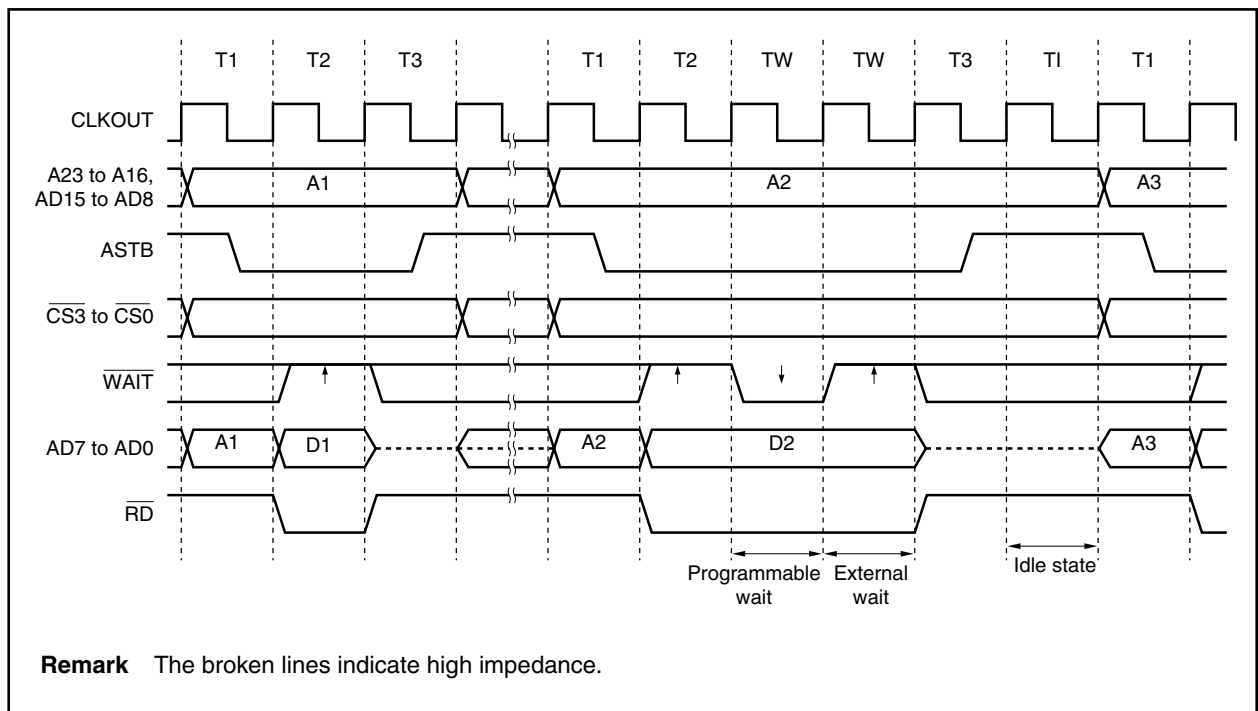 T1 T2 T3 T1 T2 TW TW T3 TI T1
CLKOUT
A23 to A16,
AD15 to AD8
A1 A2 A3
ASTB
CS3 to CS0
WAIT
AD7 to AD0
A1 D1 A2 D2 A3
RD
Programmable
wait
External
wait
Idle state
Remark The broken lines indicate high impedance.